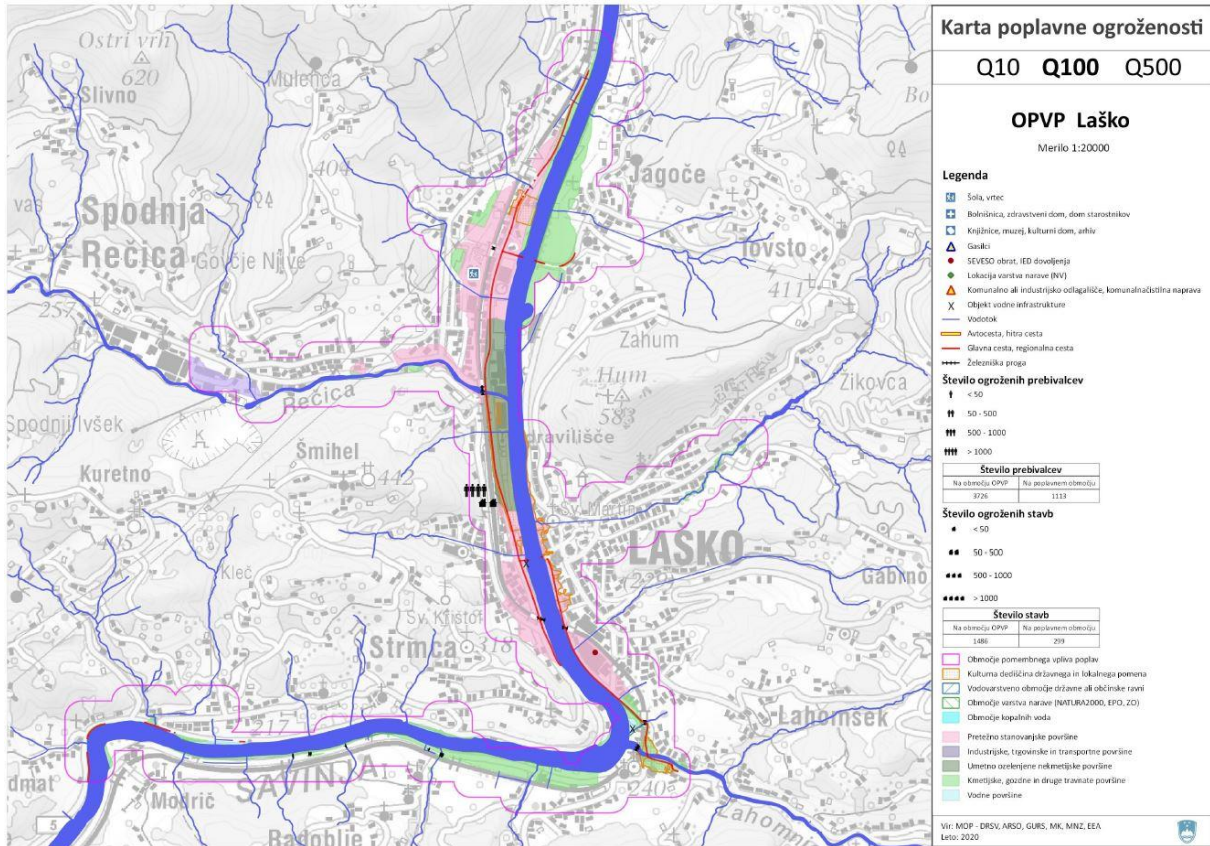 Ostri vrh
620
Slivno
Mulenca
404
vas
Spodnja
Rečica
Govčje Njive
257
Jagoče
Tovsto
411
Zahum
Hum
583
Zikovca
Rečica
Spodnji Ivšek
Šmihel
Kuretno
442
zdravilišče
Sv. Martin
LAŠKO
Gabrno
Kleč
Sv. Krištof
Strmca
378
Lahomšek
217
240
SAVINJA
Modrič
5
Radoblje
Karta poplavne ogroženosti
Q10 Q100 Q500
OPVP Laško
Merilo 1:20000
Legenda
Šola, vrtec
Bolnišnica, zdravstveni dom, dom starostnikov
Knjižnice, muzej, kulturni dom, arhiv
Gasilci
SEVESO obrat, IED dovoljenja
Lokacija varstva narave (NV)
Komunalno ali industrijsko odlagališče, komunalnačistilna naprava
Objekt vodne infrastrukture
Vodotok
Avtocesta, hitra cesta
Glavna cesta, regionalna cesta
Železniška proga
Število ogroženih prebivalcev
< 50
50 - 500
500 - 1000
> 1000
Število prebivalcev
Na območju OPVP Na poplavnem območju
3726 1113
Število ogroženih stavb
< 50
50 - 500
500 - 1000
> 1000
Število stavb
Na območju OPVP Na poplavnem območju
1486 299
Območje pomembnega vpliva poplav
Kulturna dediščina državnega in lokalnega pomena
Vodovarstveno območje državne ali občinske ravni
Območje varstva narave (NATURA2000, EPO, ZO)
Območje kopalnih voda
Pretežno stanovanjske površine
Industrijske, trgovinske in transportne površine
Umetno ozelenjene nekmetijske površine
Kmetijske, gozdne in druge travnate površine
Vodne površine
Vir: MOP - DRSV, ARSO, GURS, MK, MNZ, EEA
Leto: 2020